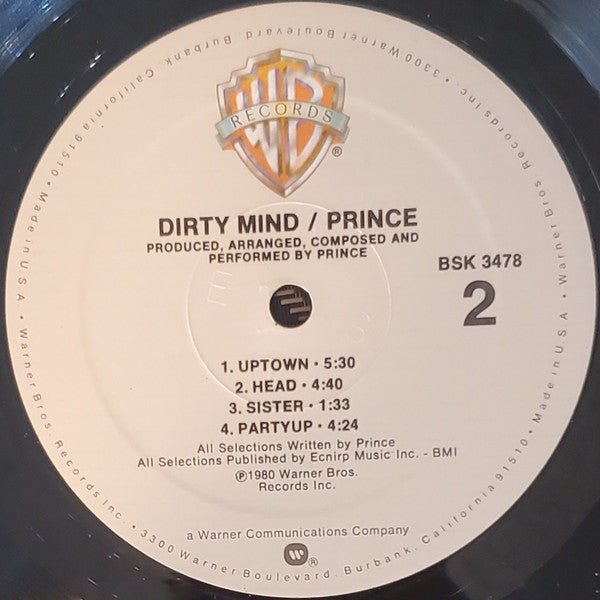 WB
RECORDS
®
DIRTY MIND / PRINCE
PRODUCED, ARRANGED, COMPOSED AND
PERFORMED BY PRINCE
BSK 3478
2
1. UPTOWN • 5:30
2. HEAD • 4:40
3. SISTER • 1:33
4. PARTYUP • 4:24
All Selections Written by Prince
All Selections Published by Ecnirp Music Inc. - BMI
℗1980 Warner Bros.
Records Inc.
a Warner Communications Company
®
Made in U S A • Warner Bros. Records Inc. • 3300 Warner Boulevard, Burbank, California 91510 • Made in U S A • Warner Bros. Records Inc. • 3300 Warner Boulevard, Burbank, California 91510 •